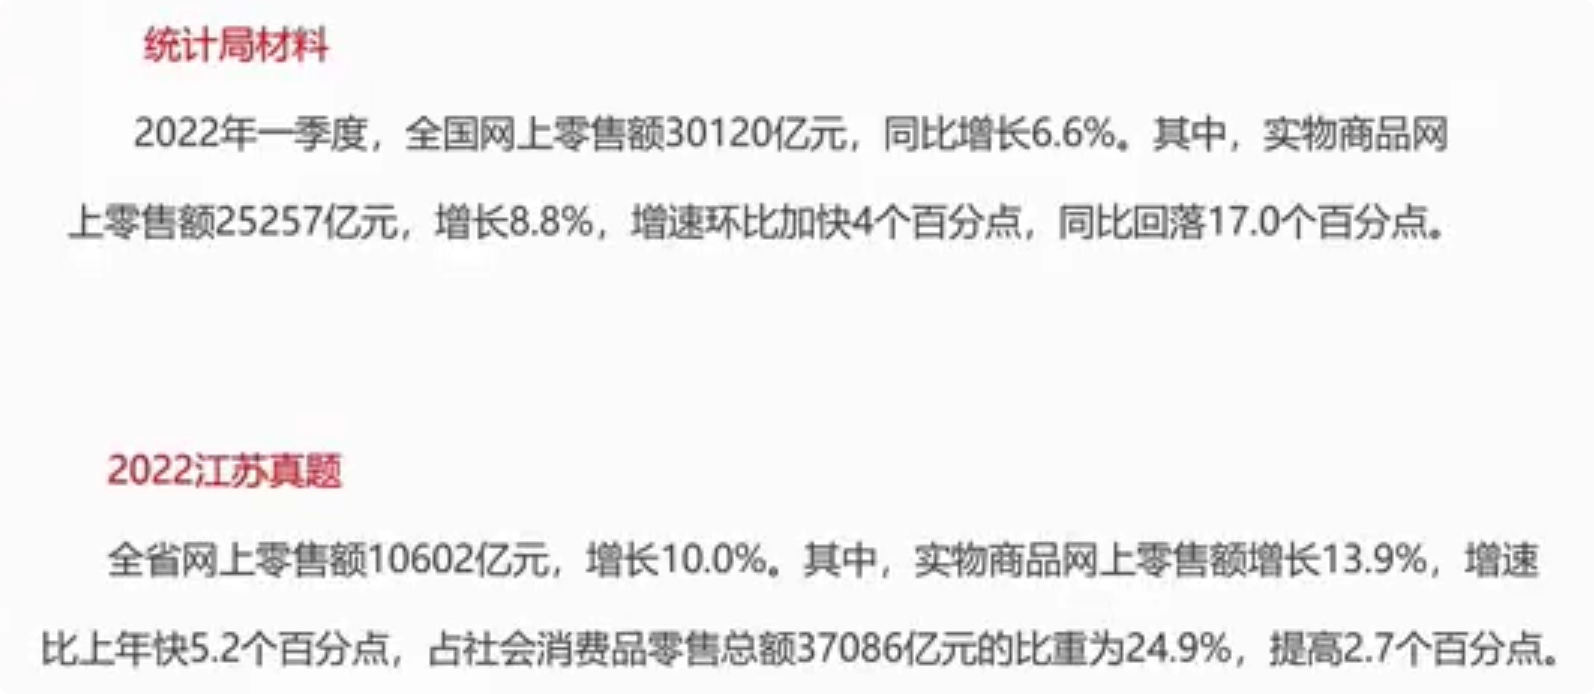 统计局材料
2022年一季度，全国网上零售额30120亿元，同比增长6.6%。其中，实物商品网
上零售额25257亿元，增长8.8%，增速环比加快4个百分点，同比回落17.0个百分点。
2022江苏真题
全省网上零售额10602亿元，增长10.0%。其中，实物商品网上零售额增长13.9%，增速
比上年快5.2个百分点，占社会消费品零售总额37086亿元的比重为24.9%，提高2.7个百分点。